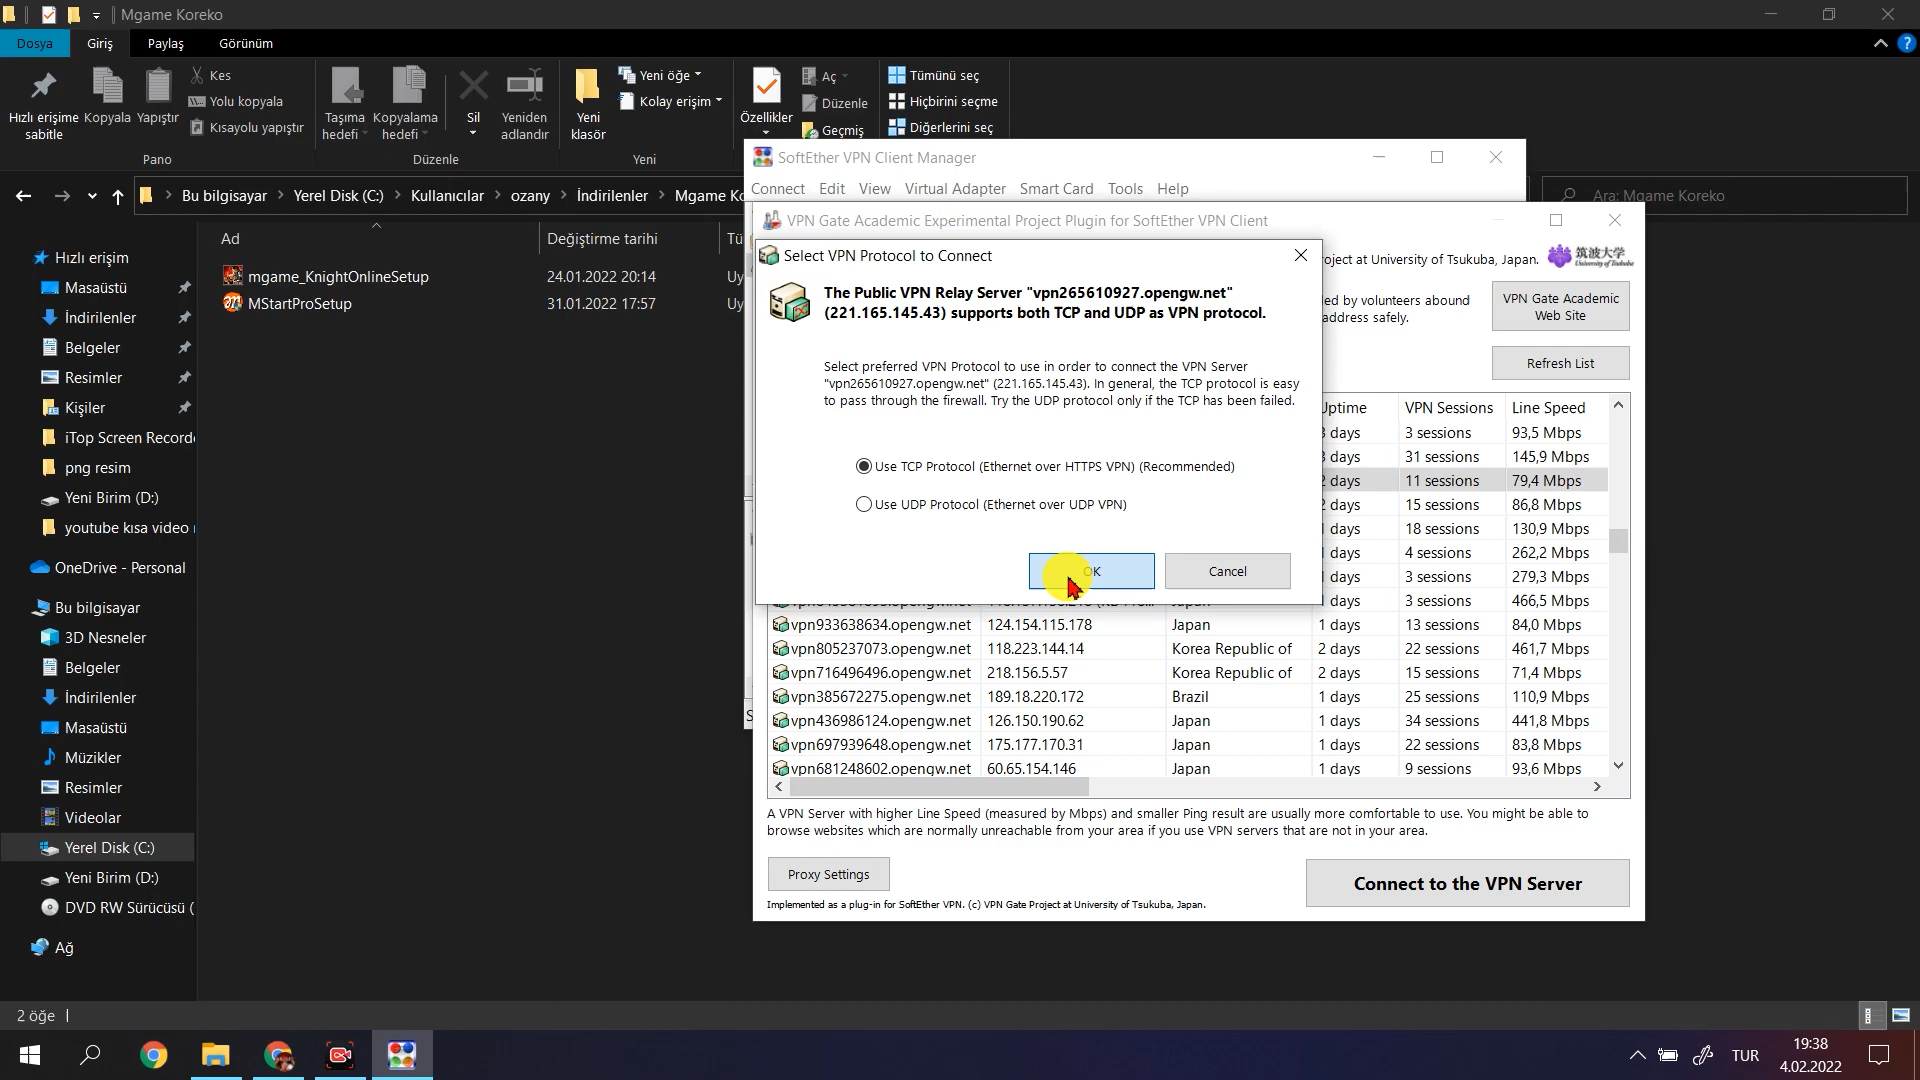 Mgame Koreko
Dosya
Giriş
Paylaş
Görünüm
Hızlı erişime
sabitle
Kopyala
Yapıştır
Kes
Yolu kopyala
Kısayolu yapıştır
Pano
Taşıma
hedefi
Kopyalama
hedefi
Sil
Yeniden
adlandır
Düzenle
Yeni
klasör
Yeni öğe
Kolay erişim
Yeni
Özellikler
Aç
Düzenle
Geçmiş
Tümünü seç
Hiçbirini seçme
Diğerlerini seç
Bu bilgisayar
Yerel Disk (C:)
Kullanıcılar
ozany
İndirilenler
Mgame Ko
Ara: Mgame Koreko
Hızlı erişim
Masaüstü
İndirilenler
Belgeler
Resimler
Kişiler
iTop Screen Recorde
png resim
Yeni Birim (D:)
youtube kısa video
OneDrive - Personal
Bu bilgisayar
3D Nesneler
Belgeler
İndirilenler
Masaüstü
Müzikler
Resimler
Videolar
Yerel Disk (C:)
Yeni Birim (D:)
DVD RW Sürücüsü (
Ağ
Ad Değiştirme tarihi Tü
mgame_KnightOnlineSetup 24.01.2022 20:14 Uy
MStartProSetup 31.01.2022 17:57 Uy
SoftEther VPN Client Manager
Connect Edit View Virtual Adapter Smart Card Tools Help
VPN Gate Academic Experimental Project Plugin for SoftEther VPN Client
oject at University of Tsukuba, Japan.
筑波大学
University of Tsukuba
ed by volunteers abound
address safely.
VPN Gate Academic
Web Site
Refresh List
Select VPN Protocol to Connect
The Public VPN Relay Server "vpn265610927.opengw.net"
(221.165.145.43) supports both TCP and UDP as VPN protocol.
Select preferred VPN Protocol to use in order to connect the VPN Server
"vpn265610927.opengw.net" (221.165.145.43). In general, the TCP protocol is easy
to pass through the firewall. Try the UDP protocol only if the TCP has been failed.
Use TCP Protocol (Ethernet over HTTPS VPN) (Recommended)
Use UDP Protocol (Ethernet over UDP VPN)
OK
Cancel
Uptime VPN Sessions Line Speed
3 days 3 sessions 93,5 Mbps
3 days 31 sessions 145,9 Mbps
2 days 11 sessions 79,4 Mbps
2 days 15 sessions 86,8 Mbps
1 days 18 sessions 130,9 Mbps
1 days 4 sessions 262,2 Mbps
1 days 3 sessions 279,3 Mbps
1 days 3 sessions 466,5 Mbps
vpn933638634.opengw.net 124.154.115.178 Japan 1 days 13 sessions 84,0 Mbps
vpn805237073.opengw.net 118.223.144.14 Korea Republic of 2 days 22 sessions 461,7 Mbps
vpn716496496.opengw.net 218.156.5.57 Korea Republic of 2 days 15 sessions 71,4 Mbps
vpn385672275.opengw.net 189.18.220.172 Brazil 1 days 25 sessions 110,9 Mbps
vpn436986124.opengw.net 126.150.190.62 Japan 1 days 34 sessions 441,8 Mbps
vpn697939648.opengw.net 175.177.170.31 Japan 1 days 22 sessions 83,8 Mbps
vpn681248602.opengw.net 60.65.154.146 Japan 1 days 9 sessions 93,6 Mbps
A VPN Server with higher Line Speed (measured by Mbps) and smaller Ping result are usually more comfortable to use. You might be able to
browse websites which are normally unreachable from your area if you use VPN servers that are not in your area.
Proxy Settings
Connect to the VPN Server
Implemented as a plug-in for SoftEther VPN. (c) VPN Gate Project at University of Tsukuba, Japan.
2 öğe
TUR
19:38
4.02.2022